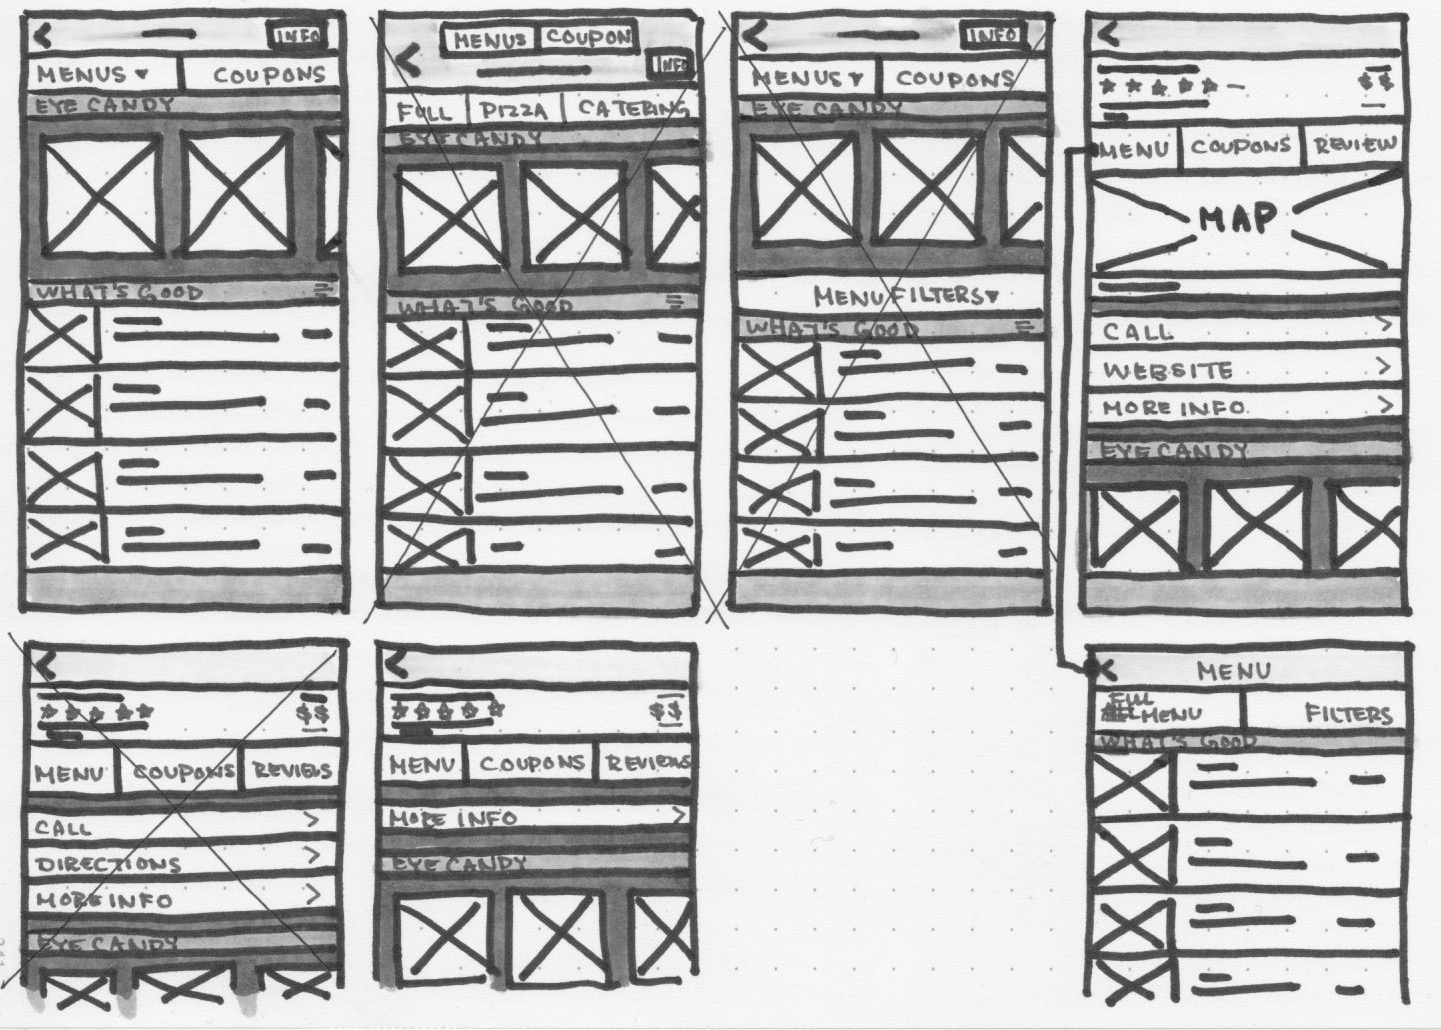 INFO
MENUS ▾ COUPONS
EYE CANDY
WHAT'S GOOD
MENUS COUPON
INFO
FULL PIZZA CATERING
EYE CANDY
WHAT'S GOOD
INFO
MENUS ▾ COUPONS
EYE CANDY
MENU FILTERS ▾
WHAT'S GOOD
$$
MENU COUPONS REVIEW
MAP
CALL >
WEBSITE >
MORE INFO >
EYE CANDY
$$
MENU COUPONS REVIEWS
CALL >
DIRECTIONS >
MORE INFO >
EYE CANDY
$$
MENU COUPONS REVIEWS
MORE INFO >
EYE CANDY
MENU
FULL
MENU FILTERS
WHAT'S GOOD